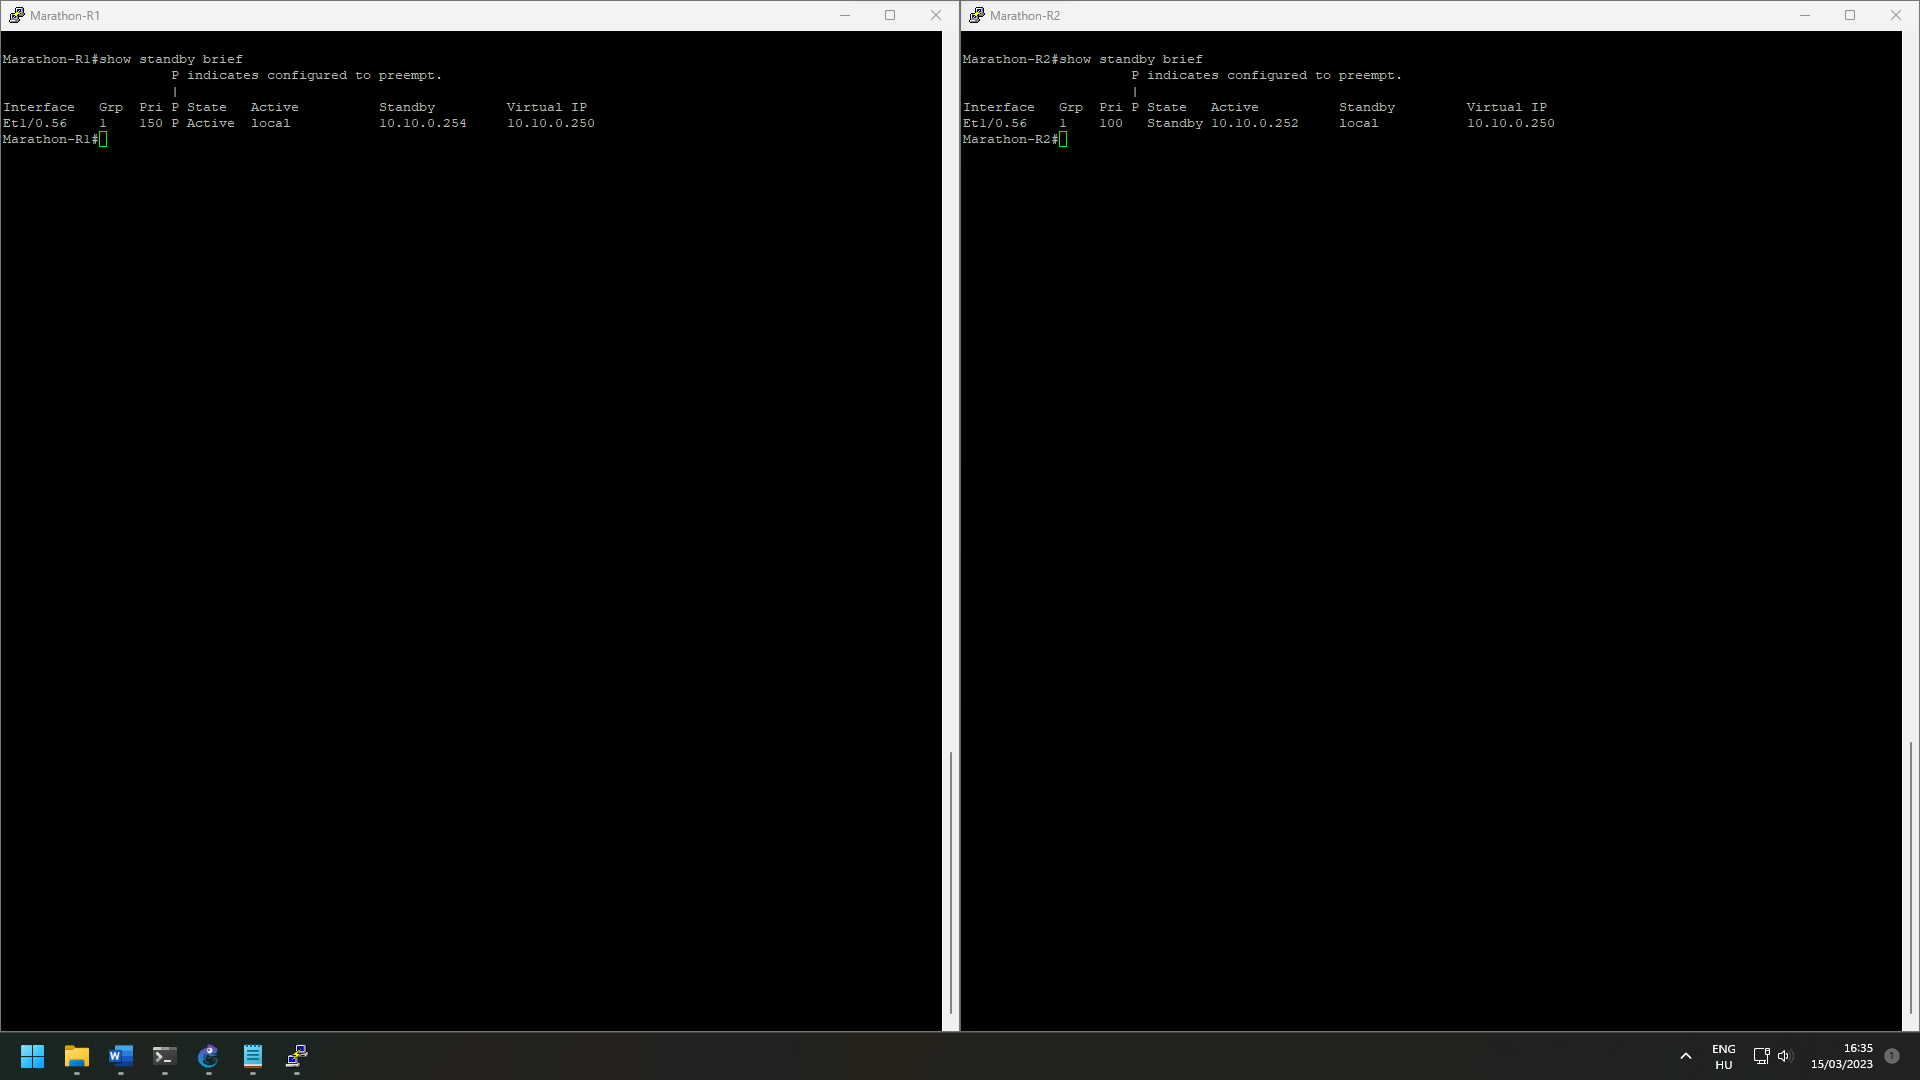 Marathon-R1
Marathon-R1#show standby brief
                     P indicates configured to preempt.
                     |
Interface   Grp  Pri P State   Active          Standby         Virtual IP
Et1/0.56    1    150 P Active  local           10.10.0.254     10.10.0.250
Marathon-R1#
Marathon-R2
Marathon-R2#show standby brief
                     P indicates configured to preempt.
                     |
Interface   Grp  Pri P State   Active          Standby         Virtual IP
Et1/0.56    1    100   Standby 10.10.0.252     local           10.10.0.250
Marathon-R2#
ENG
HU
16:35
15/03/2023
1